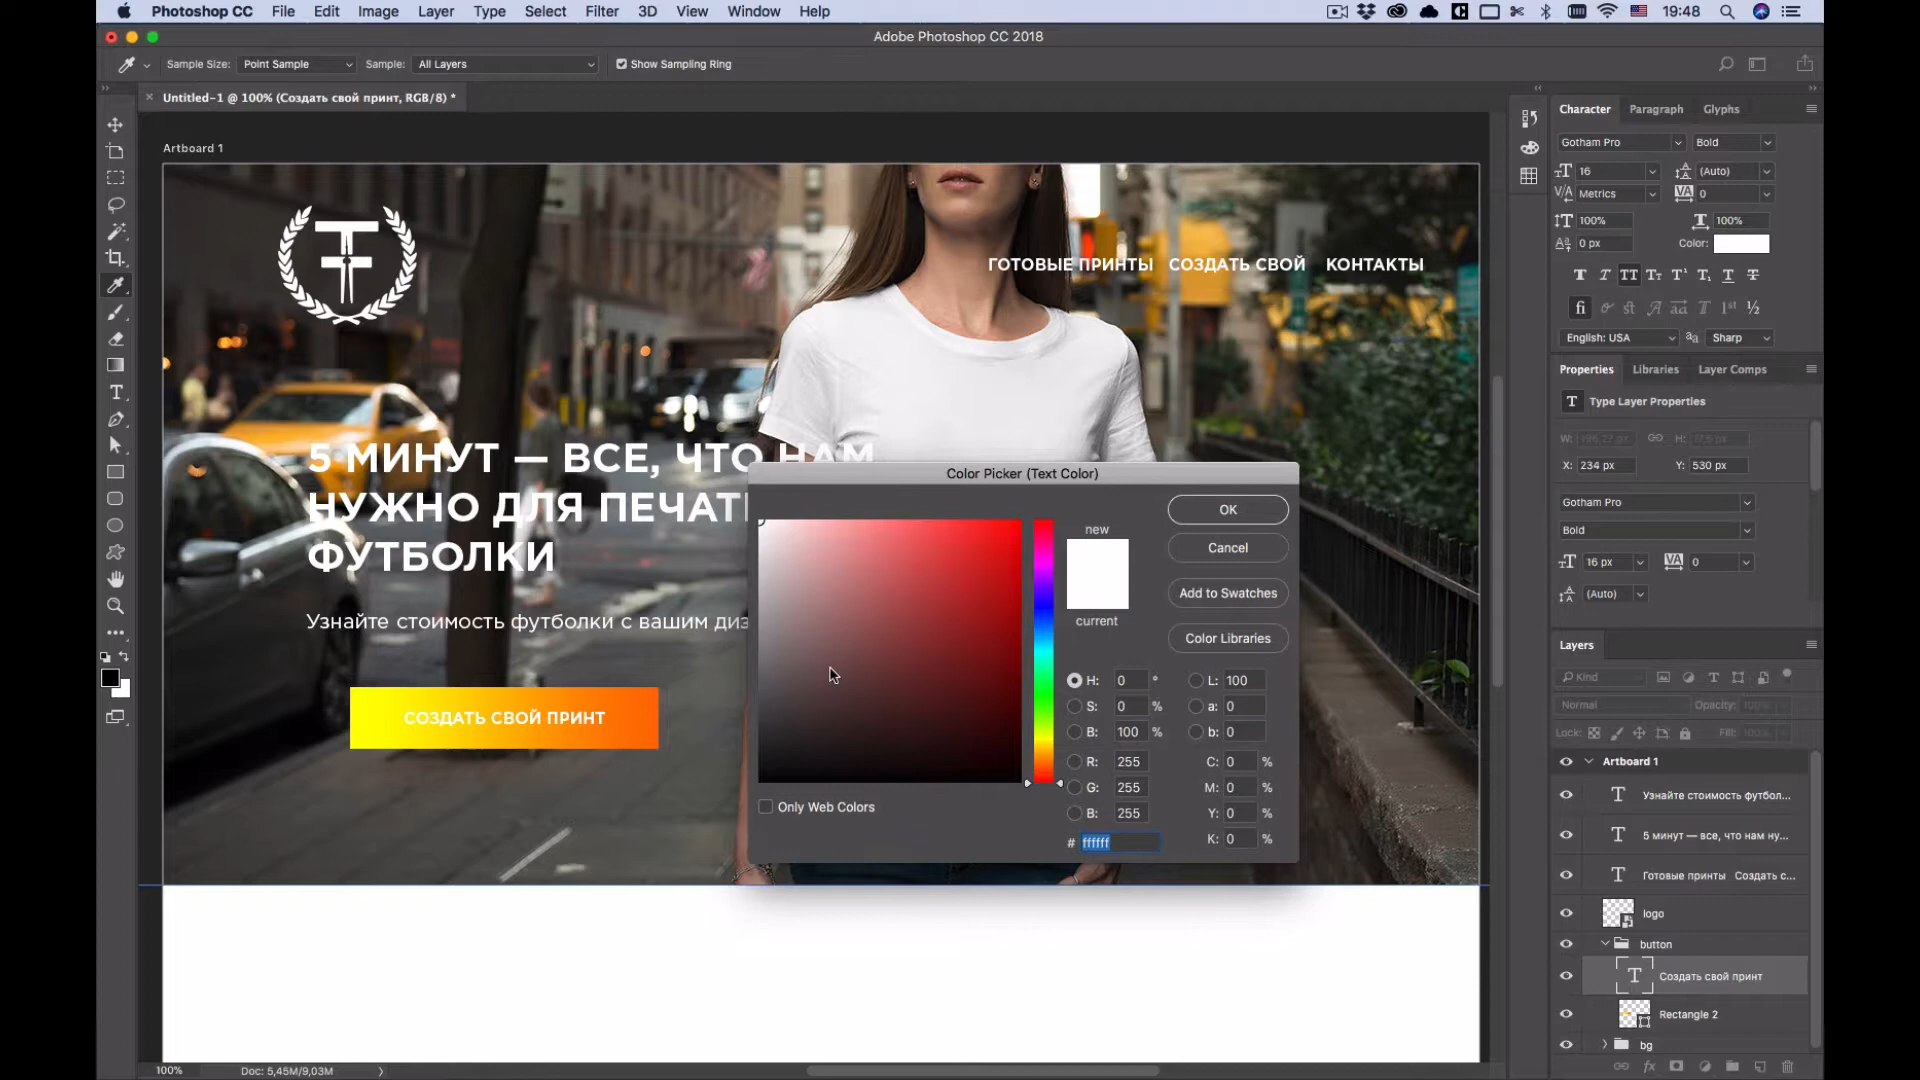 Photoshop CC File Edit Image Layer Type Select Filter 3D View Window Help 19:48
Adobe Photoshop CC 2018
Sample Size: Point Sample Sample: All Layers Show Sampling Ring
Untitled-1 @ 100% (Создать свой принт, RGB/8) *
Artboard 1
ГОТОВЫЕ ПРИНТЫ СОЗДАТЬ СВОЙ КОНТАКТЫ
5 МИНУТ — ВСЕ, ЧТО НАМ
НУЖНО ДЛЯ ПЕЧАТ
ФУТБОЛКИ
Узнайте стоимость футболки с вашим диз
СОЗДАТЬ СВОЙ ПРИНТ
Color Picker (Text Color)
new
current
OK
Cancel
Add to Swatches
Color Libraries
H: 0 ° L: 100
S: 0 % a: 0
B: 100 % b: 0
R: 255 C: 0 %
G: 255 M: 0 %
B: 255 Y: 0 %
# ffffff K: 0 %
Only Web Colors
Character Paragraph Glyphs
Gotham Pro Bold
16 (Auto)
Metrics 0
100% 100%
0 px Color:
English: USA Sharp
Properties Libraries Layer Comps
Type Layer Properties
W: H:
X: 234 px Y: 530 px
Gotham Pro
Bold
16 px 0
(Auto)
Layers
Kind
Normal Opacity: 100%
Lock: Fill: 100%
Artboard 1
Узнайте стоимость футбол...
5 минут — все, что нам ну...
Готовые принты Создать с...
logo
button
Создать свой принт
Rectangle 2
bg
100% Doc: 5,45M/9,03M